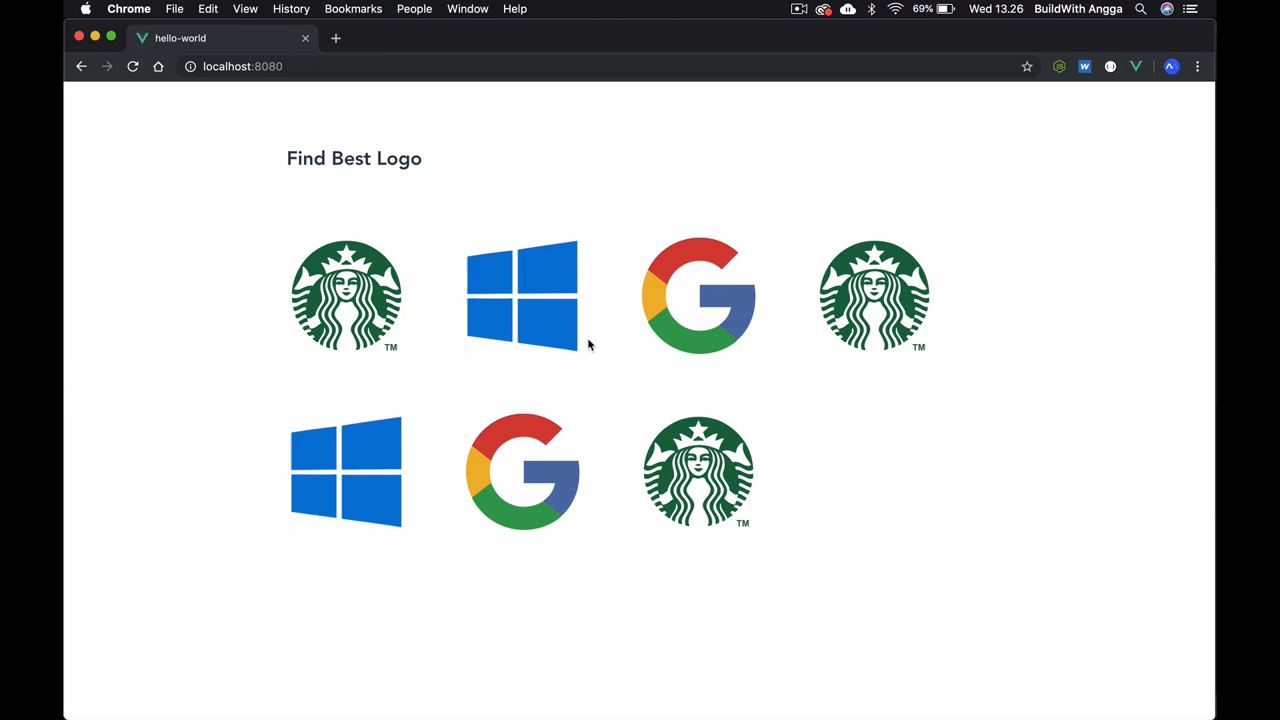 Chrome File Edit View History Bookmarks People Window Help 69% Wed 13.26 BuildWith Angga
hello-world
localhost:8080
Find Best Logo
TM
TM
TM